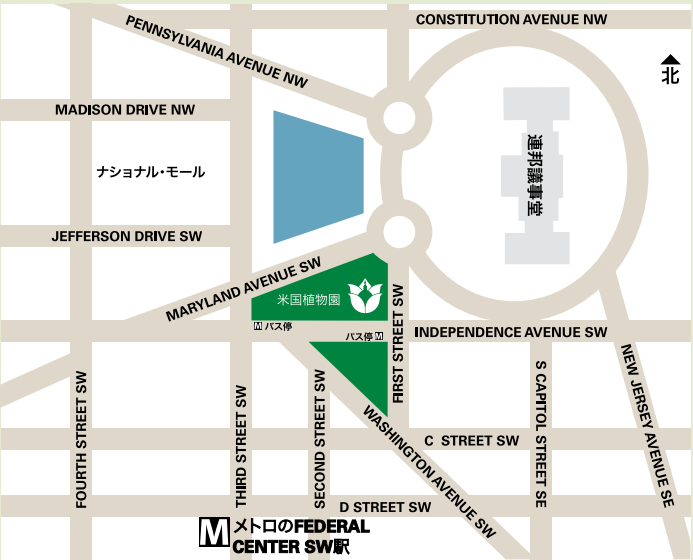 PENNSYLVANIA AVENUE NW
CONSTITUTION AVENUE NW
北
MADISON DRIVE NW
ナショナル・モール
連邦議事堂
JEFFERSON DRIVE SW
MARYLAND AVENUE SW
米国植物園
M バス停
バス停 M
FIRST STREET SW
INDEPENDENCE AVENUE SW
FOURTH STREET SW
THIRD STREET SW
SECOND STREET SW
WASHINGTON AVENUE SW
C STREET SW
S CAPITOL STREET SE
NEW JERSEY AVENUE SE
D STREET SW
M メトロのFEDERAL
CENTER SW駅